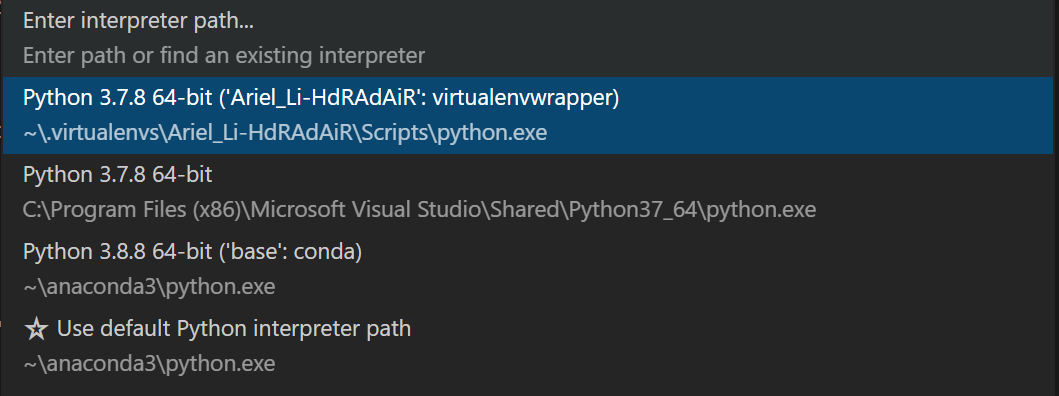 Enter interpreter path...
Enter path or find an existing interpreter
Python 3.7.8 64-bit ('Ariel_Li-HdRAdAiR': virtualenvwrapper)
~\.virtualenvs\Ariel_Li-HdRAdAiR\Scripts\python.exe
Python 3.7.8 64-bit
C:\Program Files (x86)\Microsoft Visual Studio\Shared\Python37_64\python.exe
Python 3.8.8 64-bit ('base': conda)
~\anaconda3\python.exe
☆ Use default Python interpreter path
~\anaconda3\python.exe